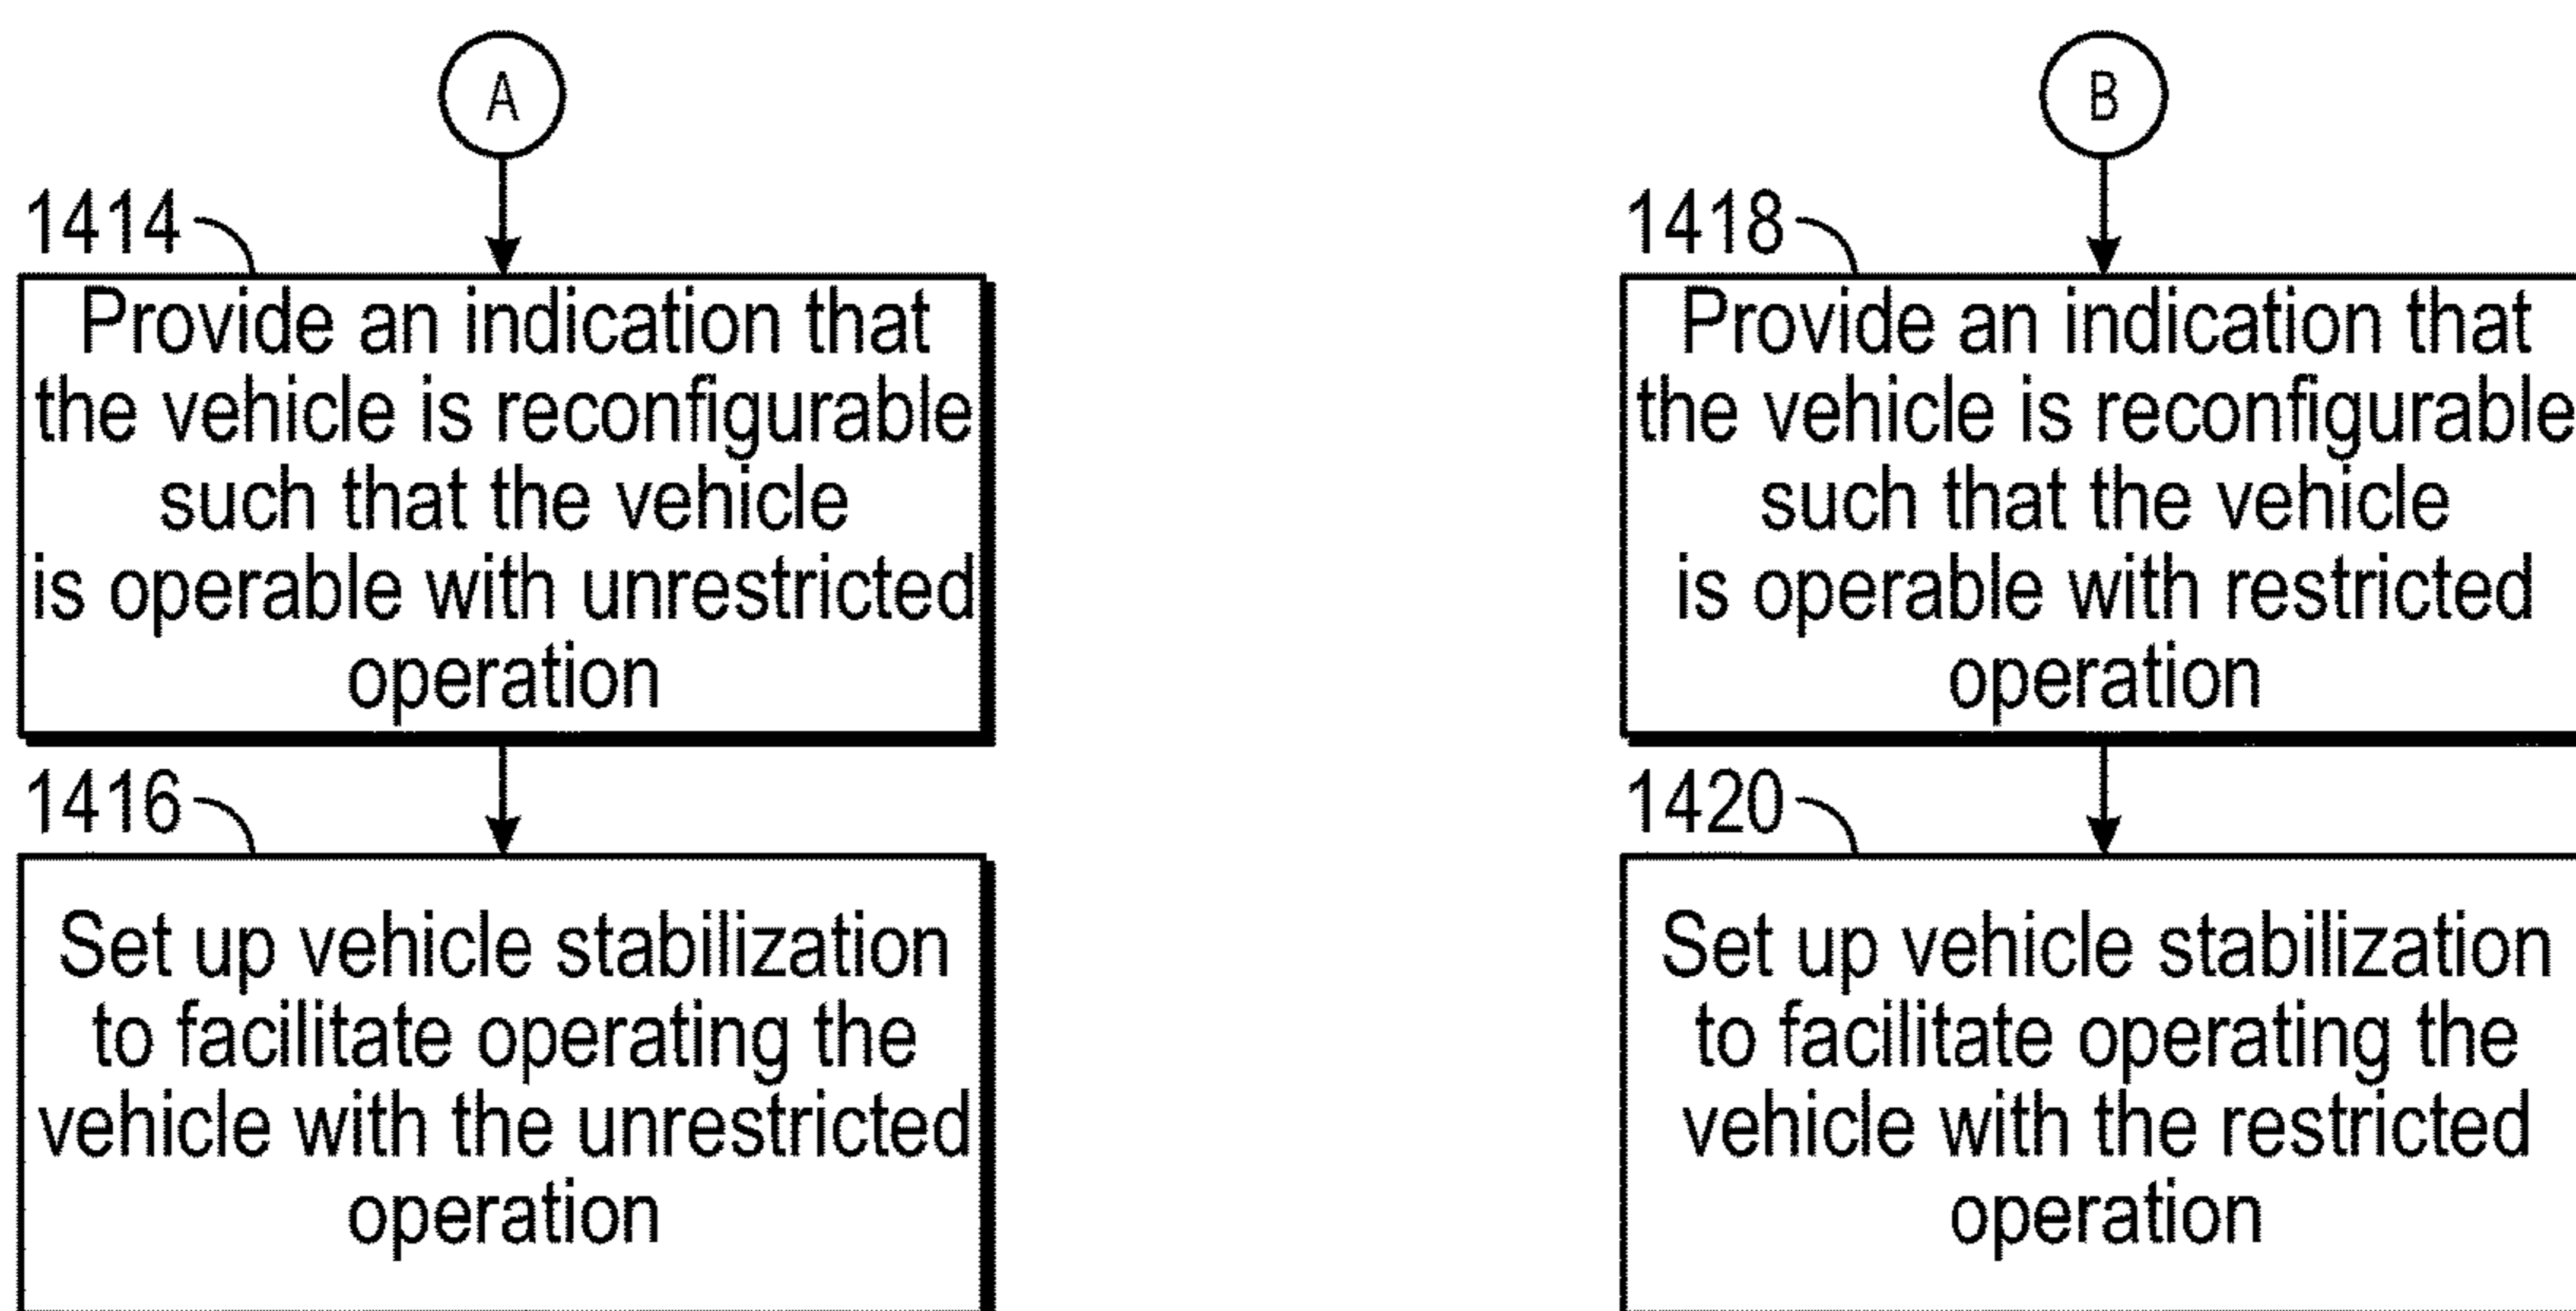 A
1414
Provide an indication that
the vehicle is reconfigurable
such that the vehicle
is operable with unrestricted
operation
1416
Set up vehicle stabilization
to facilitate operating the
vehicle with the unrestricted
operation
B
1418
Provide an indication that
the vehicle is reconfigurable
such that the vehicle
is operable with restricted
operation
1420
Set up vehicle stabilization
to facilitate operating the
vehicle with the restricted
operation